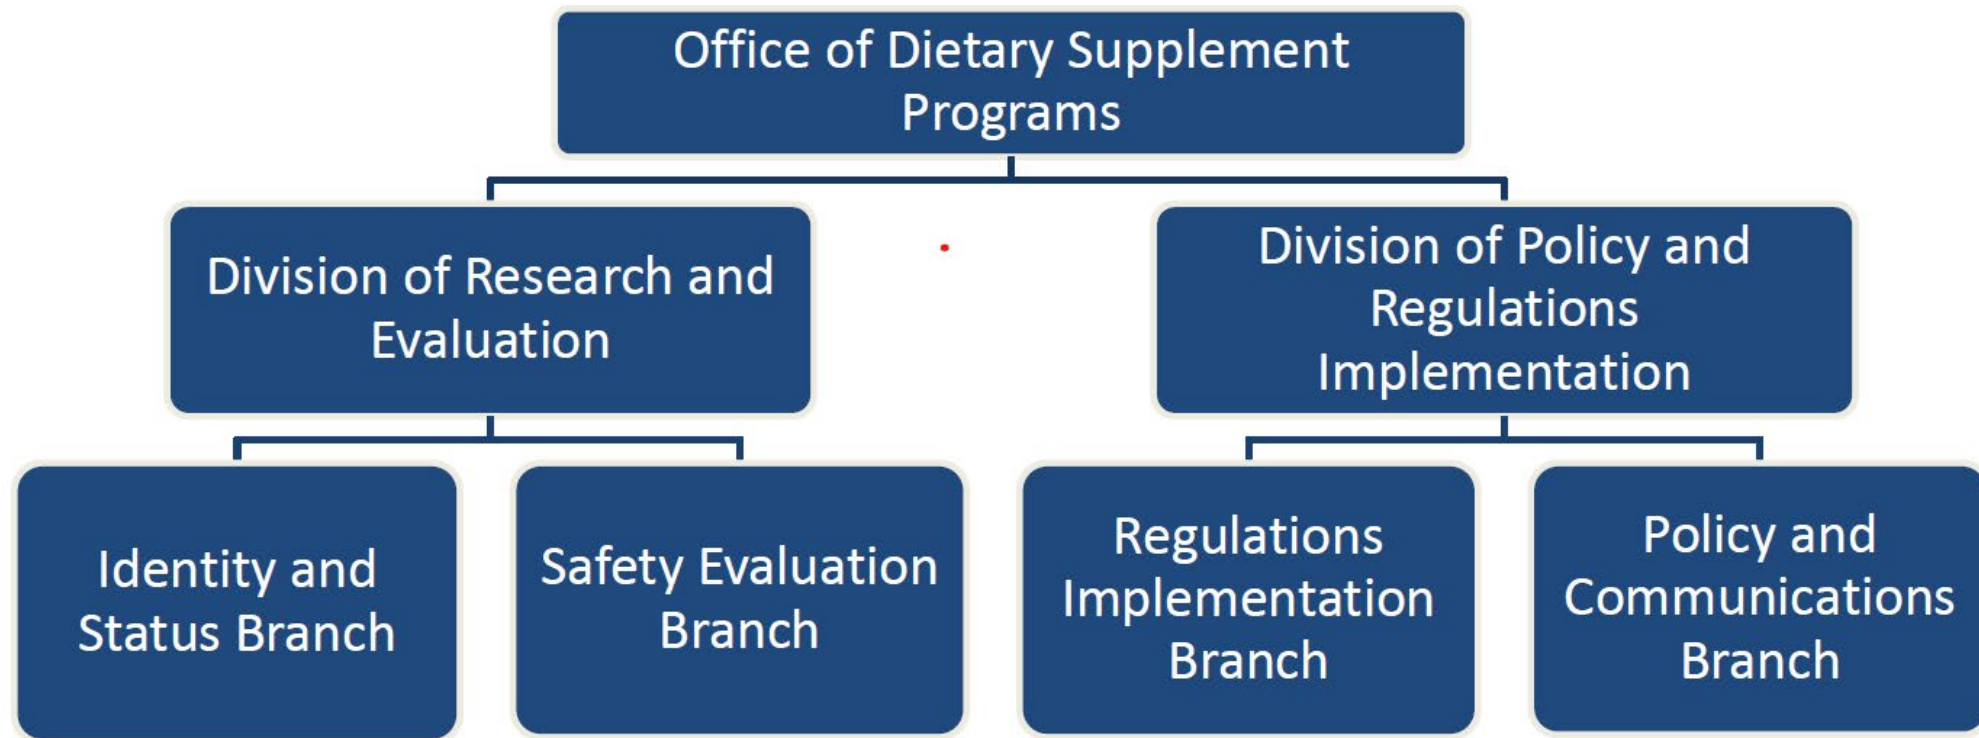 Office of Dietary Supplement
Programs
Division of Research and
Evaluation
Division of Policy and
Regulations
Implementation
Identity and
Status Branch
Safety Evaluation
Branch
Regulations
Implementation
Branch
Policy and
Communications
Branch